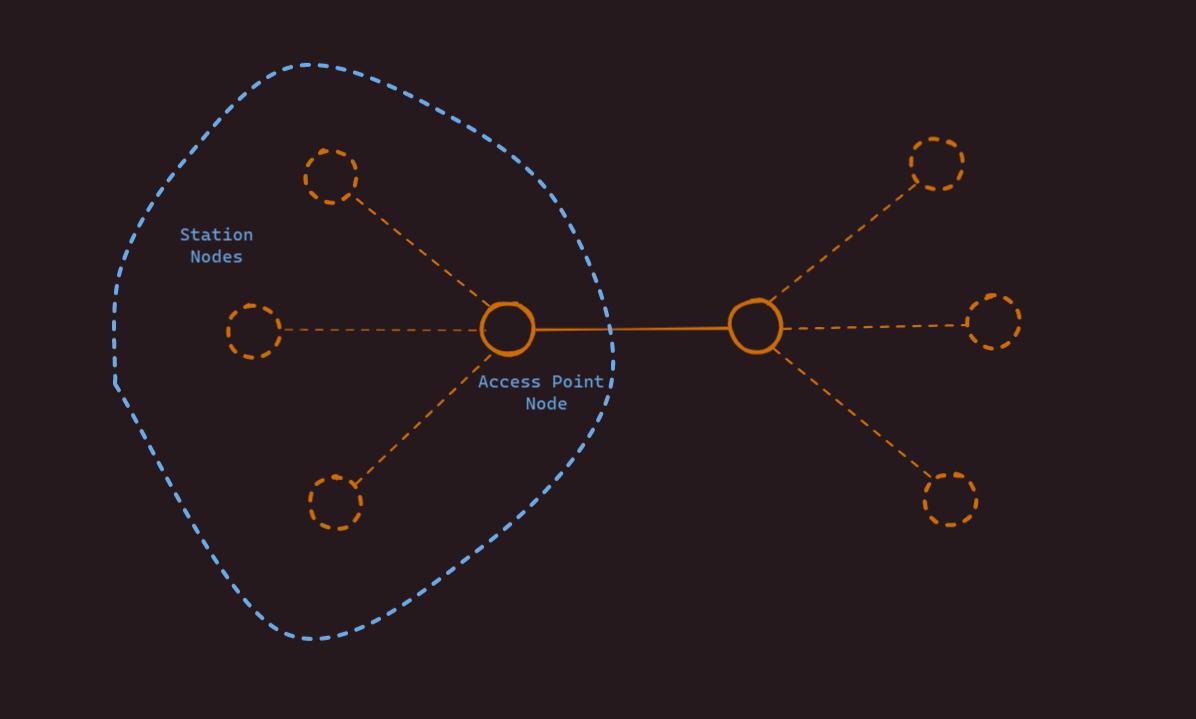 Station
Nodes
Access Point
Node